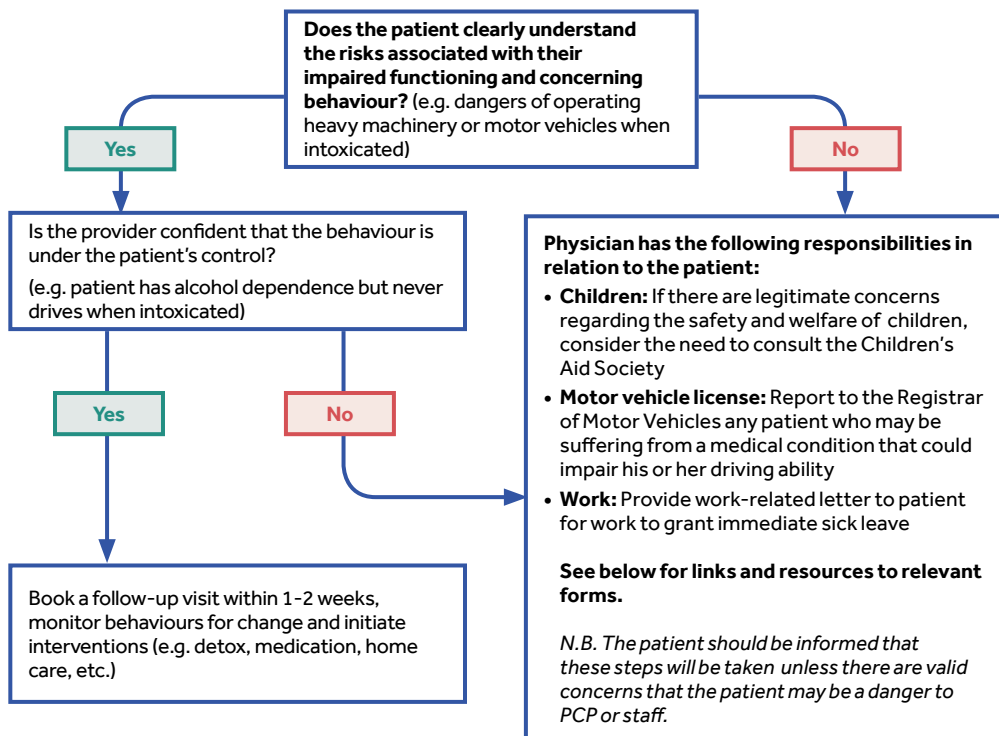 Does the patient clearly understand
the risks associated with their
impaired functioning and concerning
behaviour? (e.g. dangers of operating
heavy machinery or motor vehicles when
intoxicated)
Yes
No
Is the provider confident that the behaviour is
under the patient's control?
(e.g. patient has alcohol dependence but never
drives when intoxicated)
Yes
No
Book a follow-up visit within 1-2 weeks,
monitor behaviours for change and initiate
interventions (e.g. detox, medication, home
care, etc.)
Physician has the following responsibilities in
relation to the patient:
• Children: If there are legitimate concerns
regarding the safety and welfare of children,
consider the need to consult the Children's
Aid Society
• Motor vehicle license: Report to the Registrar
of Motor Vehicles any patient who may be
suffering from a medical condition that could
impair his or her driving ability
• Work: Provide work-related letter to patient
for work to grant immediate sick leave
See below for links and resources to relevant
forms.
N.B. The patient should be informed that
these steps will be taken unless there are valid
concerns that the patient may be a danger to
PCP or staff.